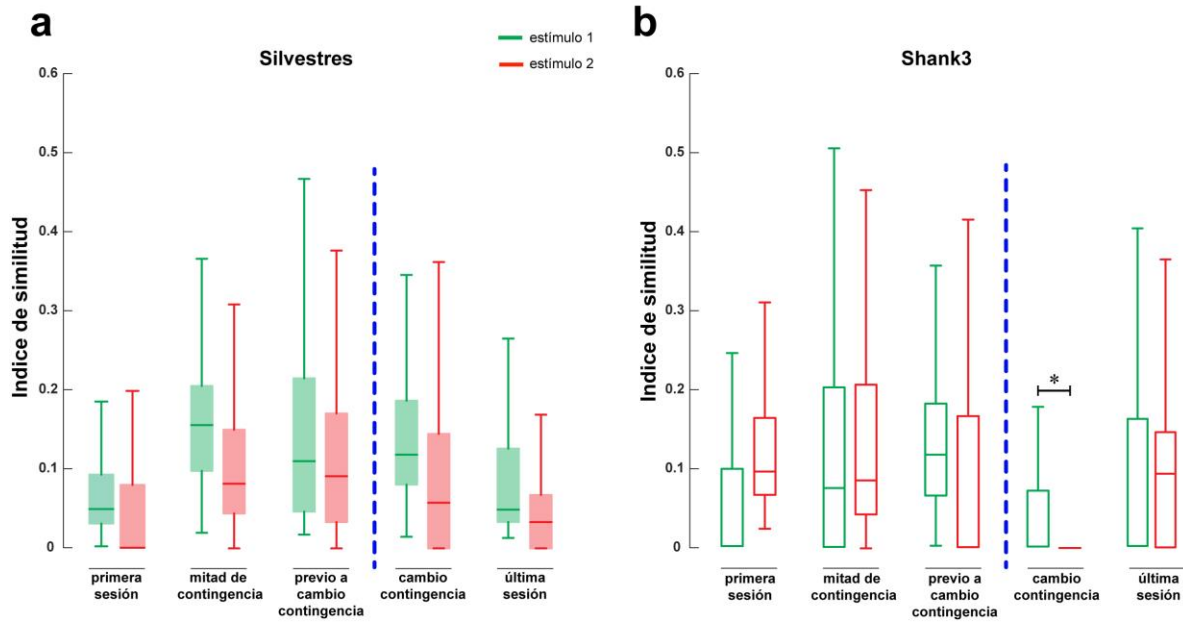 a
Silvestres
estímulo 1
estímulo 2
Indice de similitud
0.6
0.5
0.4
0.3
0.2
0.1
0
primera
sesión
mitad de
contingencia
previo a
cambio
contingencia
cambio
contingencia
última
sesión
b
Shank3
Indice de similitud
0.6
0.5
0.4
0.3
0.2
0.1
0
*
primera
sesión
mitad de
contingencia
previo a
cambio
contingencia
cambio
contingencia
última
sesión